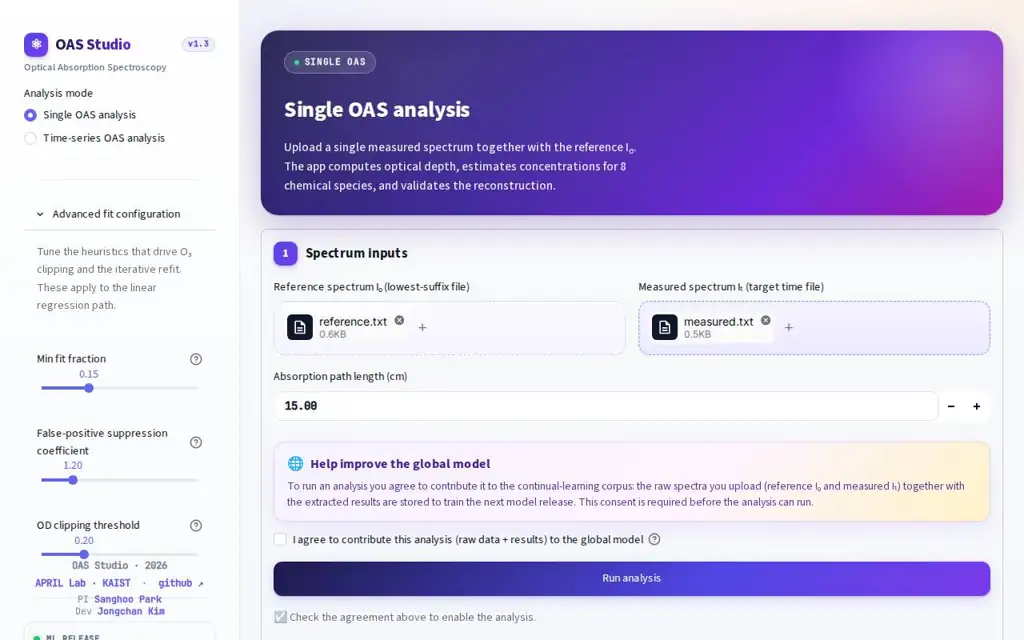 OAS Studio
v1.3
Optical Absorption Spectroscopy
Analysis mode
Single OAS analysis
Time-series OAS analysis
Advanced fit configuration
Tune the heuristics that drive O₃
clipping and the iterative refit.
These apply to the linear
regression path.
Min fit fraction
0.15
False-positive suppression
coefficient
1.20
OD clipping threshold
0.20
OAS Studio · 2026
APRIL Lab · KAIST · github ↗
PI Sanghoo Park
Dev Jongchan Kim
ML RELEASE
SINGLE OAS
Single OAS analysis
Upload a single measured spectrum together with the reference I₀.
The app computes optical depth, estimates concentrations for 8
chemical species, and validates the reconstruction.
1 Spectrum inputs
Reference spectrum I₀ (lowest-suffix file)
reference.txt
0.6KB
Measured spectrum Iₜ (target time file)
measured.txt
0.5KB
Absorption path length (cm)
15.00
Help improve the global model
To run an analysis you agree to contribute it to the continual-learning corpus: the raw spectra you upload (reference I₀ and measured Iₜ) together with
the extracted results are stored to train the next model release. This consent is required before the analysis can run.
I agree to contribute this analysis (raw data + results) to the global model
Run analysis
Check the agreement above to enable the analysis.